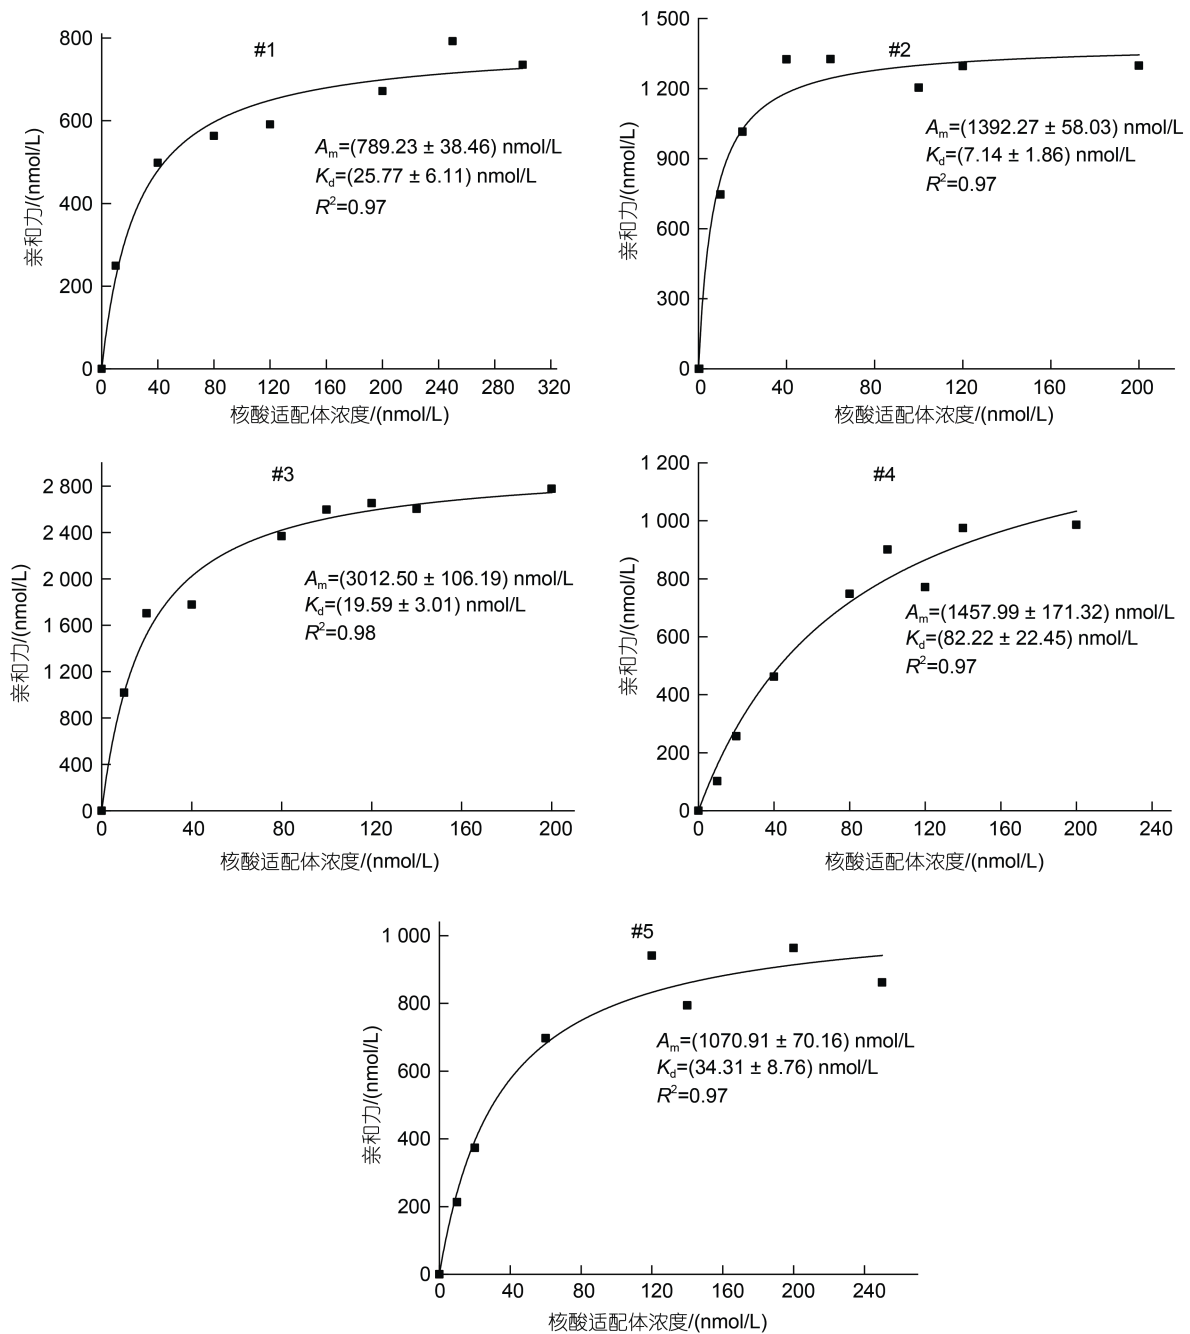 #1
800
600
400
200
0
亲和力/(nmol/L)
Am=(789.23 ± 38.46) nmol/L
Kd=(25.77 ± 6.11) nmol/L
R²=0.97
0 40 80 120 160 200 240 280 320
核酸适配体浓度/(nmol/L)
#2
1 500
1 200
900
600
300
0
亲和力/(nmol/L)
Am=(1392.27 ± 58.03) nmol/L
Kd=(7.14 ± 1.86) nmol/L
R²=0.97
0 40 80 120 160 200
核酸适配体浓度/(nmol/L)
#3
2 800
2 400
2 000
1 600
1 200
800
400
0
亲和力/(nmol/L)
Am=(3012.50 ± 106.19) nmol/L
Kd=(19.59 ± 3.01) nmol/L
R²=0.98
0 40 80 120 160 200
核酸适配体浓度/(nmol/L)
#4
1 200
1 000
800
600
400
200
0
亲和力/(nmol/L)
Am=(1457.99 ± 171.32) nmol/L
Kd=(82.22 ± 22.45) nmol/L
R²=0.97
0 40 80 120 160 200 240
核酸适配体浓度/(nmol/L)
#5
1 000
800
600
400
200
0
亲和力/(nmol/L)
Am=(1070.91 ± 70.16) nmol/L
Kd=(34.31 ± 8.76) nmol/L
R²=0.97
0 40 80 120 160 200 240
核酸适配体浓度/(nmol/L)